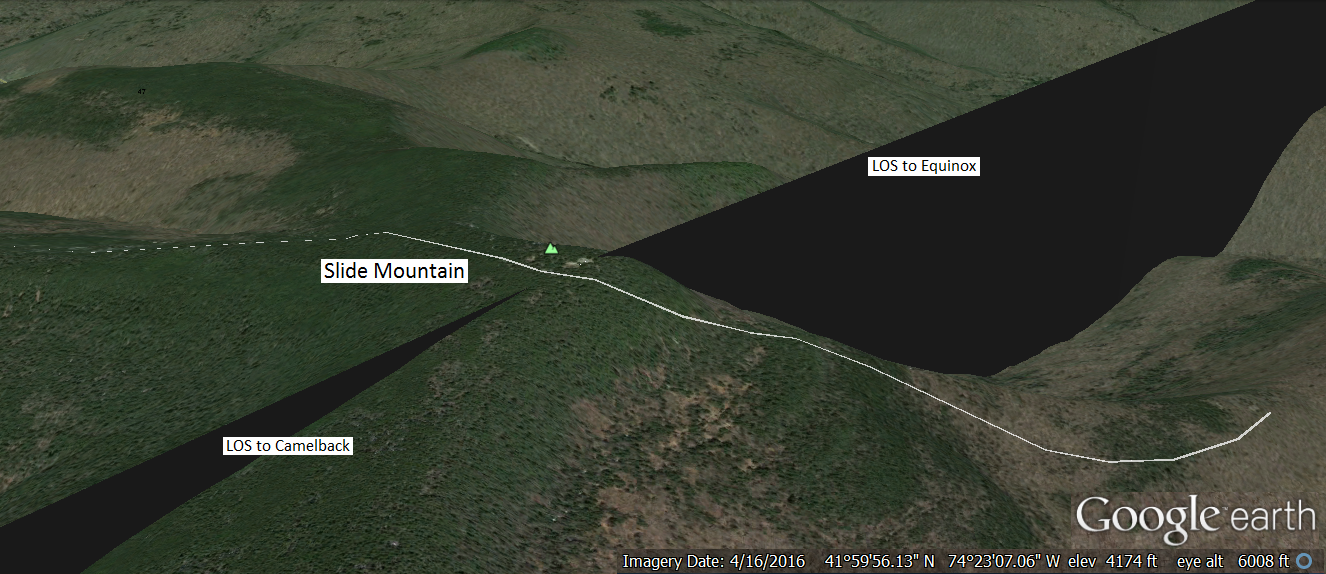 47
LOS to Equinox
Slide Mountain
LOS to Camelback
Google earth
Imagery Date: 4/16/2016 41°59'56.13" N 74°23'07.06" W elev 4174 ft eye alt 6008 ft